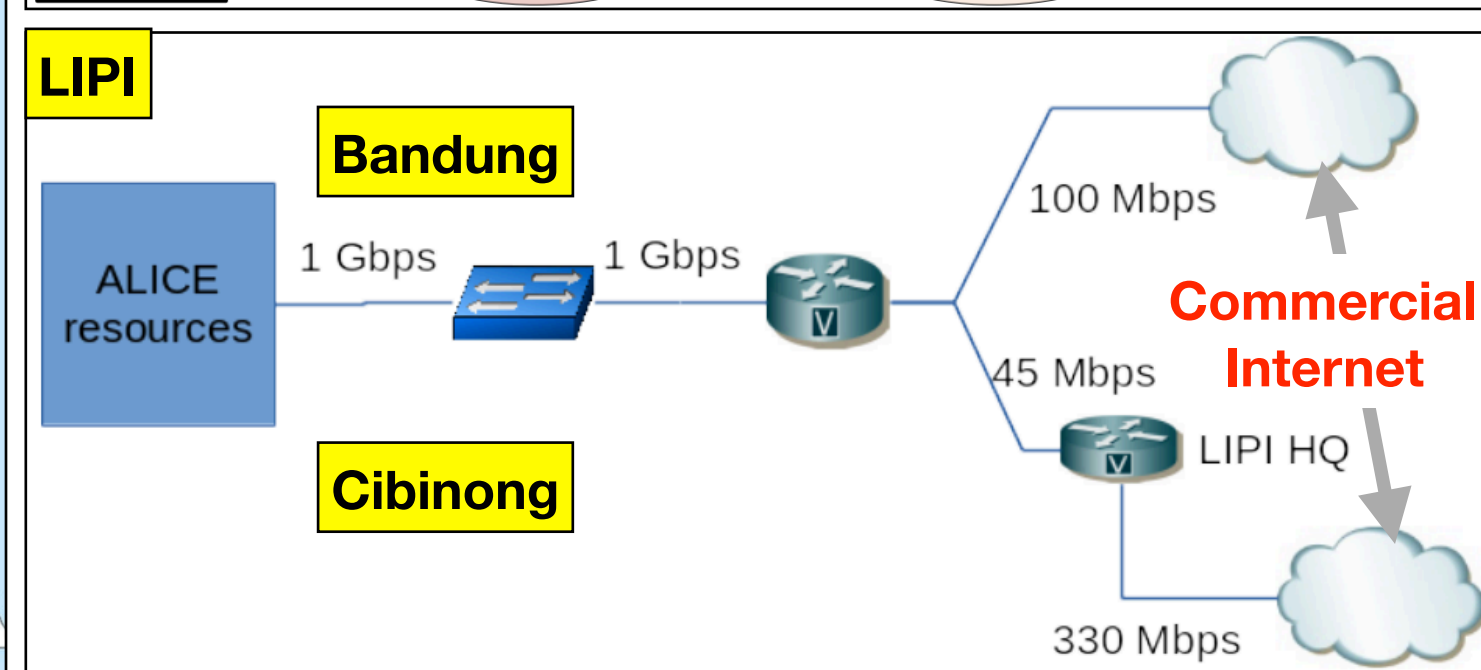 LIPI
Bandung
100 Mbps
1 Gbps
1 Gbps
ALICE
resources
V
Commercial
Internet
45 Mbps
V
LIPI HQ
Cibinong
330 Mbps